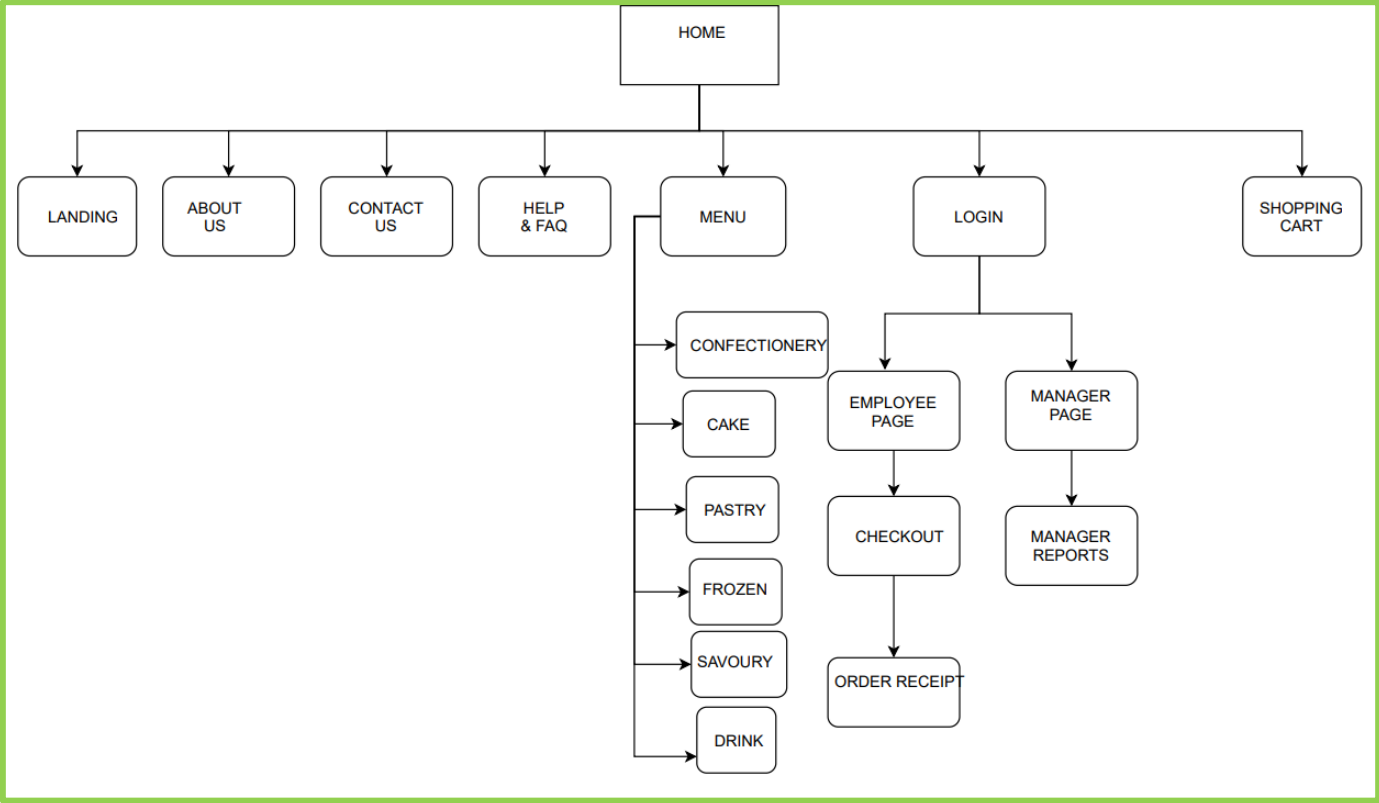 HOME
LANDING
ABOUT
US
CONTACT
US
HELP
& FAQ
MENU
LOGIN
SHOPPING
CART
CONFECTIONERY
CAKE
PASTRY
FROZEN
SAVOURY
DRINK
EMPLOYEE
PAGE
CHECKOUT
ORDER RECEIPT
MANAGER
PAGE
MANAGER
REPORTS